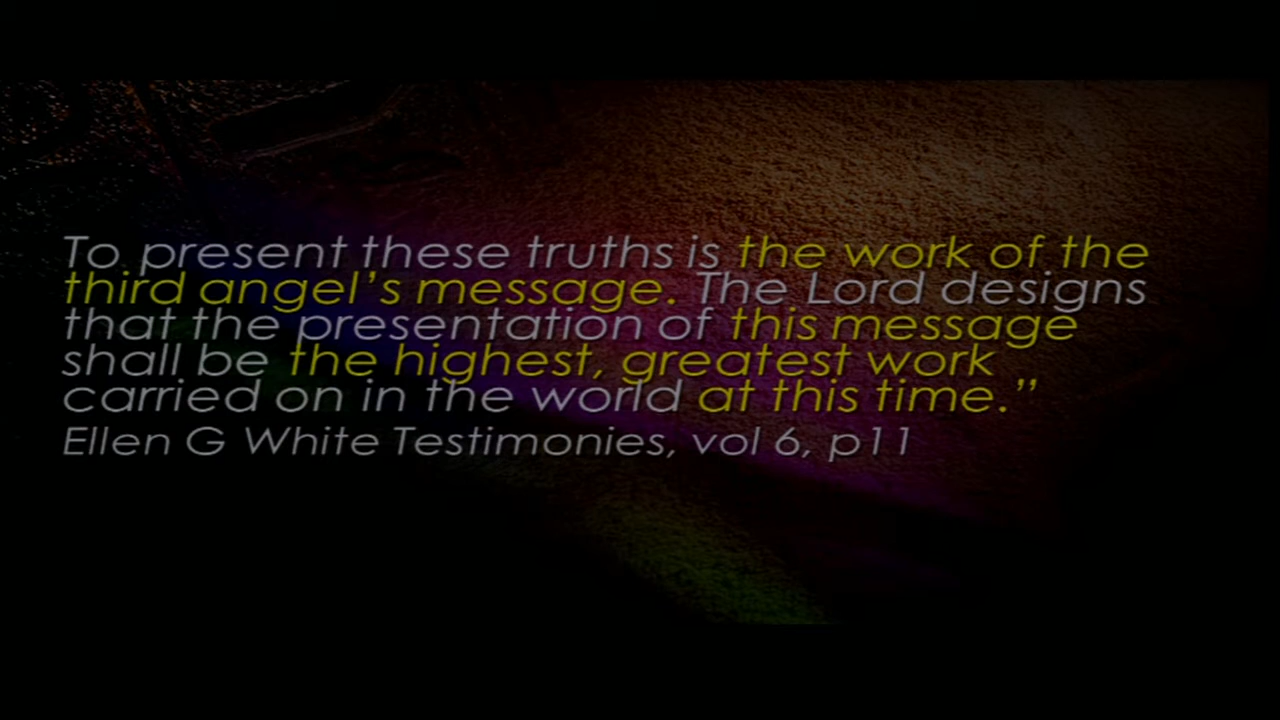 To present these truths is the work of the
third angel’s message. The Lord designs
that the presentation of this message
shall be the highest, greatest work
carried on in the world at this time.”
Ellen G White Testimonies, vol 6, p11